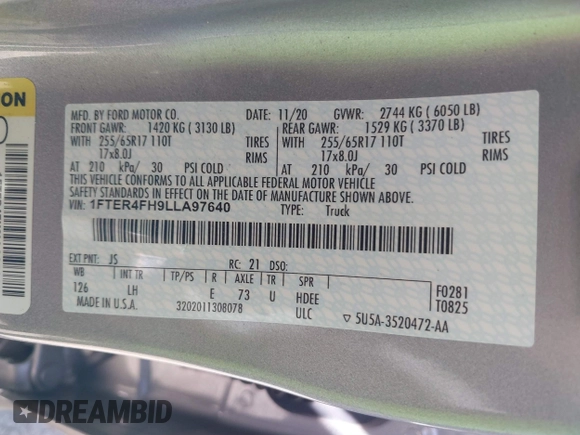 ON
MFD. BY FORD MOTOR CO. DATE: 11/20 GVWR: 2744 KG ( 6050 LB)
FRONT GAWR: 1420 KG ( 3130 LB) REAR GAWR: 1529 KG ( 3370 LB)
WITH 255/65R17 110T TIRES WITH 255/65R17 110T TIRES
17x8.0J RIMS 17x8.0J RIMS
AT 210 kPa/ 30 PSI COLD AT 210 kPa/ 30 PSI COLD
THIS VEHICLE CONFORMS TO ALL APPLICABLE FEDERAL MOTOR VEHICLE
SAFETY STANDARDS IN EFFECT ON THE DATE OF MANUFACTURE SHOWN ABOVE.
VIN: 1FTER4FH9LLA97640 TYPE: Truck
EXT PNT: JS RC: 21 DSO:
WB INT TR TP/PS R AXLE TR SPR F0281
126 LH E 73 U HDEE T0825
MADE IN U.S.A. 3202011308078 ULC ▽ 5U5A-3520472-AA
DREAMBID